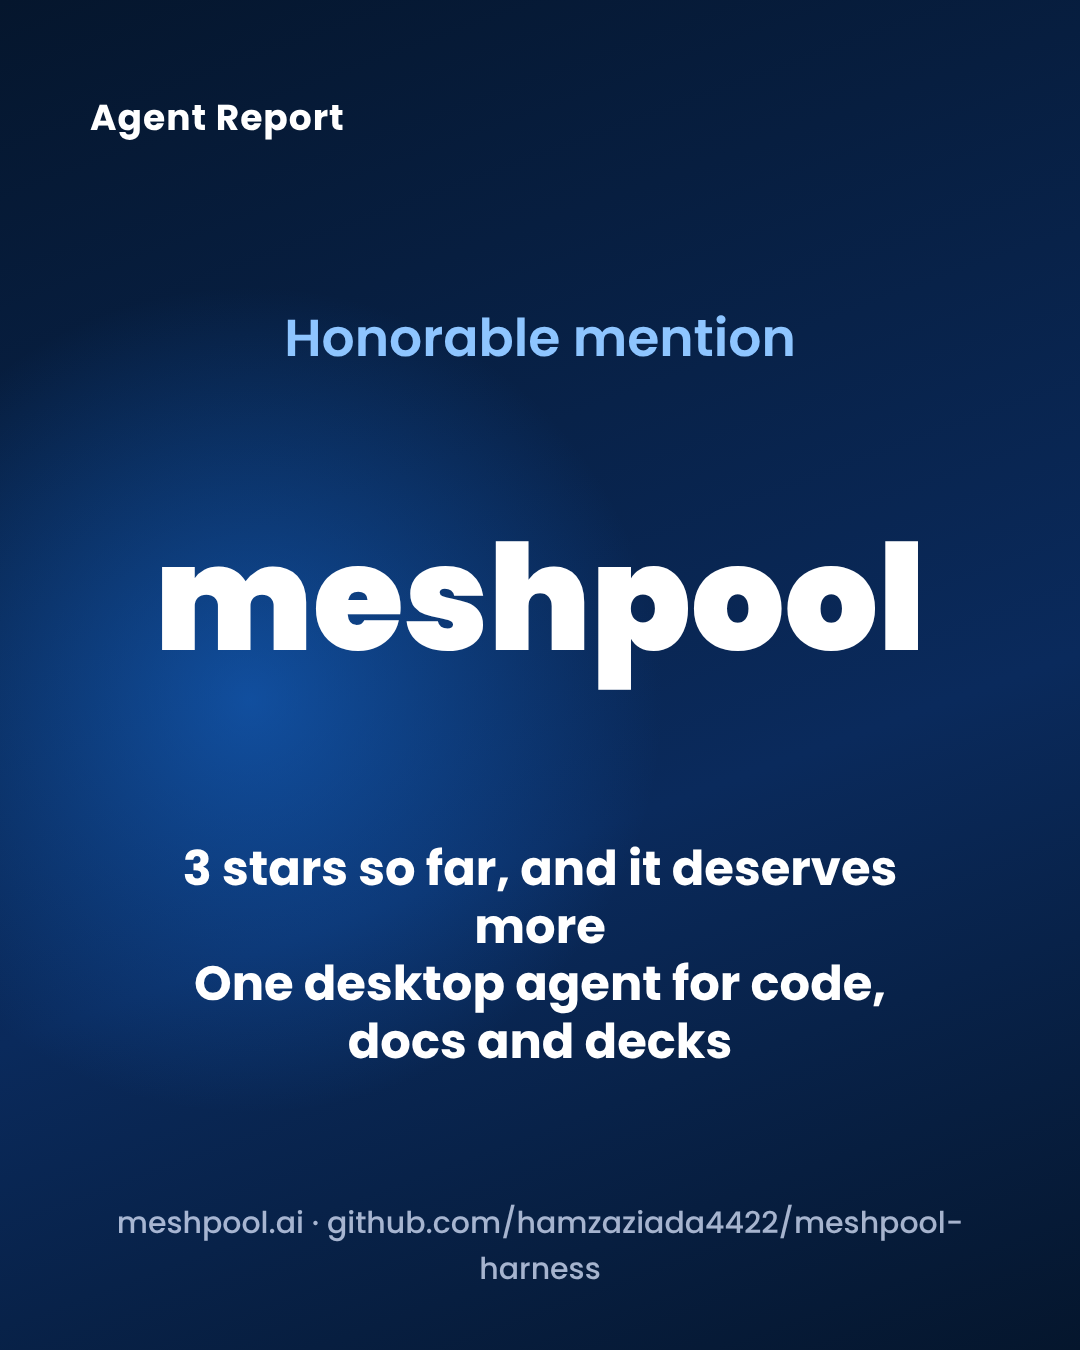 Agent Report
Honorable mention
meshpool
3 stars so far, and it deserves
more
One desktop agent for code,
docs and decks
meshpool.ai · github.com/hamzaziada4422/meshpool-
harness